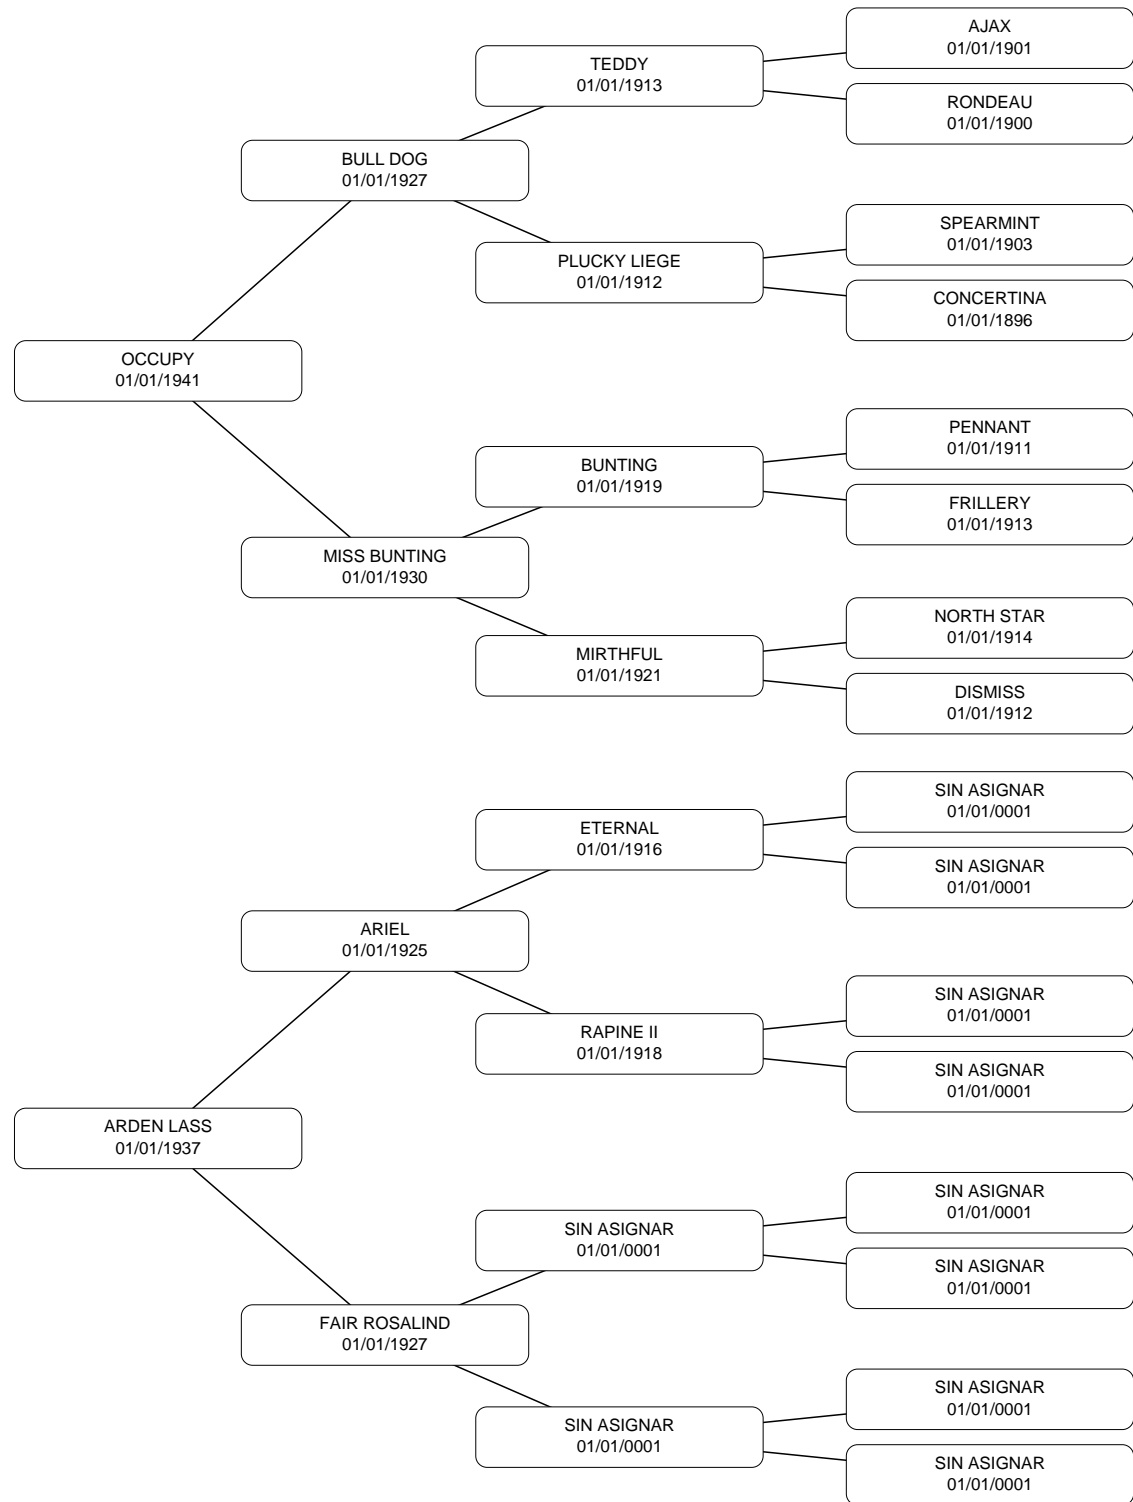 AJAX
01/01/1901
TEDDY
01/01/1913
RONDEAU
01/01/1900
BULL DOG
01/01/1927
SPEARMINT
01/01/1903
PLUCKY LIEGE
01/01/1912
CONCERTINA
01/01/1896
OCCUPY
01/01/1941
PENNANT
01/01/1911
BUNTING
01/01/1919
FRILLERY
01/01/1913
MISS BUNTING
01/01/1930
NORTH STAR
01/01/1914
MIRTHFUL
01/01/1921
DISMISS
01/01/1912
SIN ASIGNAR
01/01/0001
ETERNAL
01/01/1916
SIN ASIGNAR
01/01/0001
ARIEL
01/01/1925
SIN ASIGNAR
01/01/0001
RAPINE II
01/01/1918
SIN ASIGNAR
01/01/0001
ARDEN LASS
01/01/1937
SIN ASIGNAR
01/01/0001
SIN ASIGNAR
01/01/0001
SIN ASIGNAR
01/01/0001
FAIR ROSALIND
01/01/1927
SIN ASIGNAR
01/01/0001
SIN ASIGNAR
01/01/0001
SIN ASIGNAR
01/01/0001